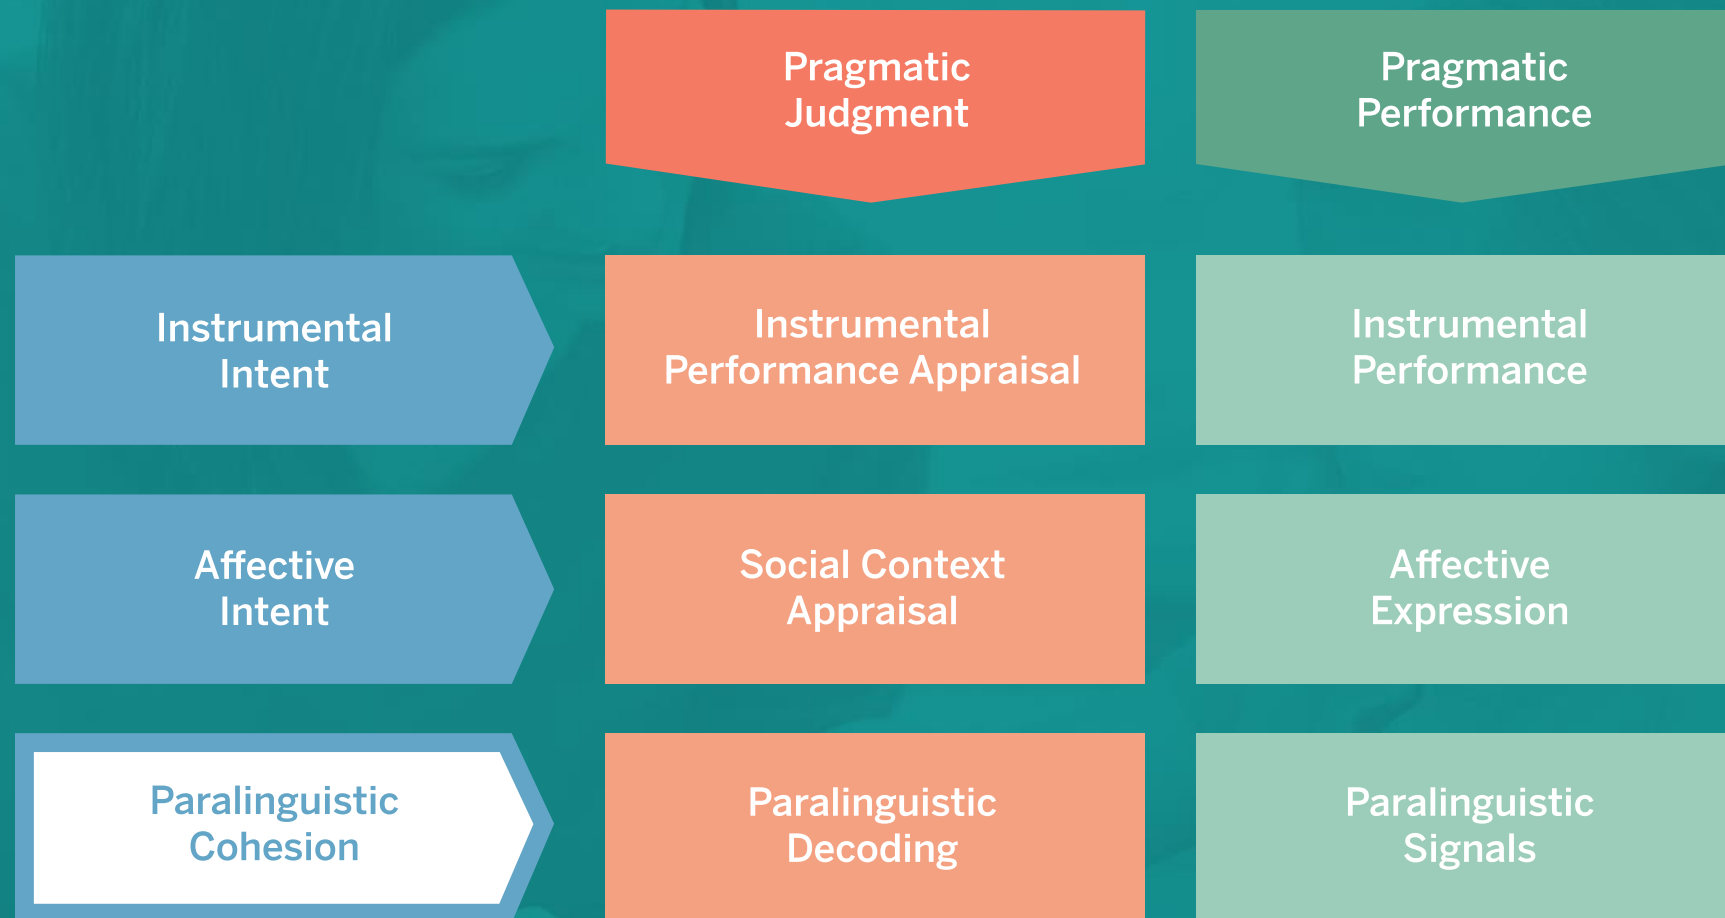 Pragmatic
Judgment
Pragmatic
Performance
Instrumental
Intent
Instrumental
Performance Appraisal
Instrumental
Performance
Affective
Intent
Social Context
Appraisal
Affective
Expression
Paralinguistic
Cohesion
Paralinguistic
Decoding
Paralinguistic
Signals